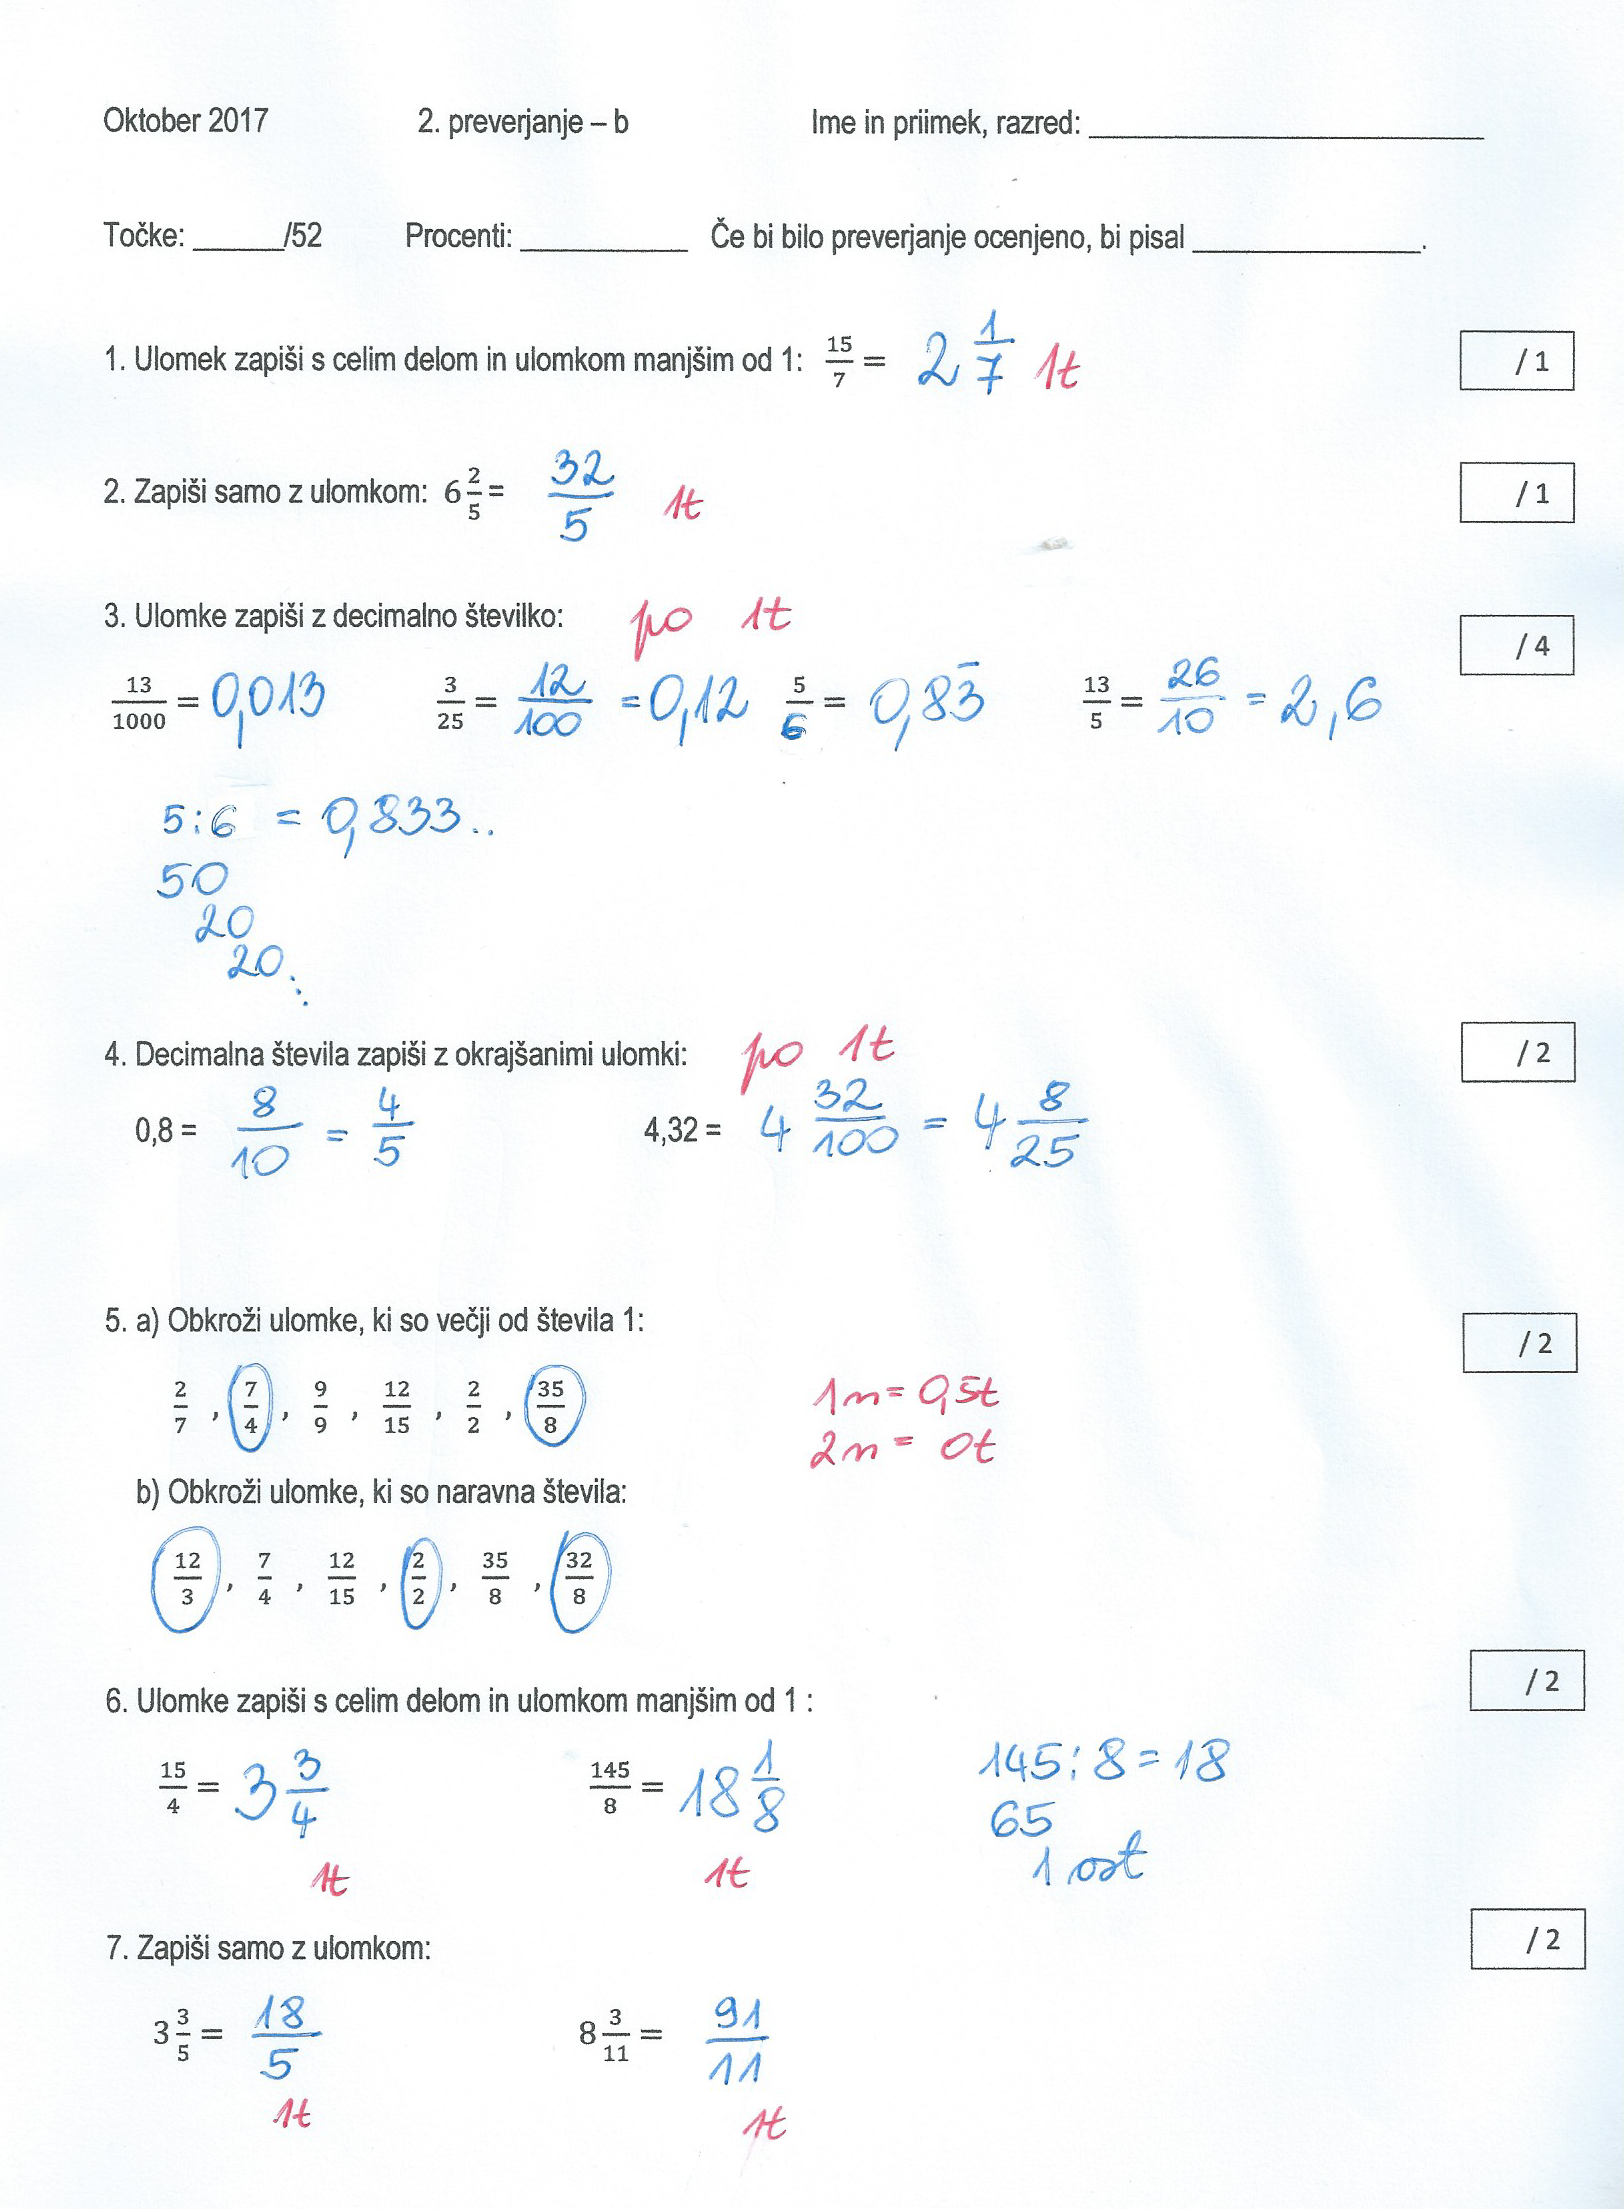 Oktober 2017 2. preverjanje – b Ime in priimek, razred: ____________
Točke: ______/52 Procenti: ____________ Če bi bilo preverjanje ocenjeno, bi pisal ____________.
1. Ulomek zapiši s celim delom in ulomkom manjšim od 1: 15/7 = 2 1/7 1t /1
2. Zapiši samo z ulomkom: 6 2/5 = 32/5 1t /1
3. Ulomke zapiši z decimalno številko: po 1t /4
13/1000 = 0,013 3/25 = 12/100 = 0,12 5/6 = 0,83̅ 13/5 = 26/10 = 2,6
5:6 = 0,833..
50
20
20...
4. Decimalna števila zapiši z okrajšanimi ulomki: po 1t /2
0,8 = 8/10 = 4/5 4,32 = 4 32/100 = 4 8/25
5. a) Obkroži ulomke, ki so večji od števila 1: /2
2/7 , 7/4 , 9/9 , 12/15 , 2/2 , 35/8 1n = 0,5t
2n = 0t
b) Obkroži ulomke, ki so naravna števila:
12/3 , 7/4 , 12/15 , 2/2 , 35/8 , 32/8
6. Ulomke zapiši s celim delom in ulomkom manjšim od 1 : /2
15/4 = 3 3/4 145/8 = 18 1/8 145:8=18
65
1 ost
1t 1t
7. Zapiši samo z ulomkom: /2
3 3/5 = 18/5 8 3/11 = 91/11
1t 1t